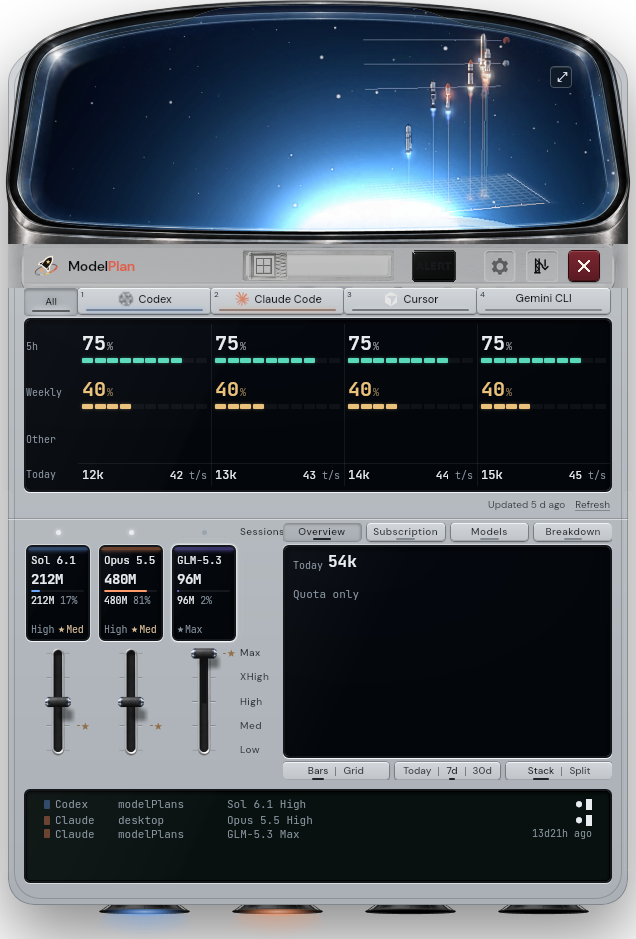 ModelPlan
ALERT
All
1 Codex
2 Claude Code
3 Cursor
4 Gemini CLI
5h 75% 75% 75% 75%
Weekly 40% 40% 40% 40%
Other
Today 12k 42 t/s 13k 43 t/s 14k 44 t/s 15k 45 t/s
Updated 5 d ago Refresh
Sessions Overview Subscription Models Breakdown
Sol 6.1
212M
212M 17%
High ★Med
Opus 5.5
480M
480M 81%
High ★Med
GLM-5.3
96M
96M 2%
★Max
Today 54k
Quota only
Max
XHigh
High
Med
Low
Bars | Grid
Today | 7d | 30d
Stack | Split
Codex modelPlans Sol 6.1 High
Claude desktop Opus 5.5 High
Claude modelPlans GLM-5.3 Max 13d21h ago